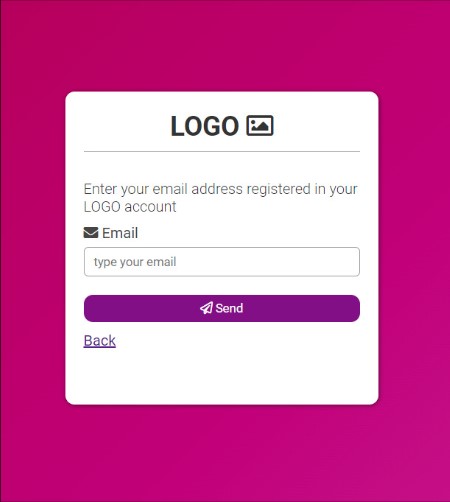 LOGO
Enter your email address registered in your
LOGO account
Email
type your email
Send
Back